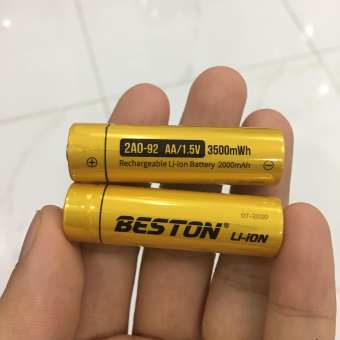 2A0-92 AA/1.5V 3500mWh
Rechargeable Li-ion Battery 2000mAh
BESTON
Li-iON